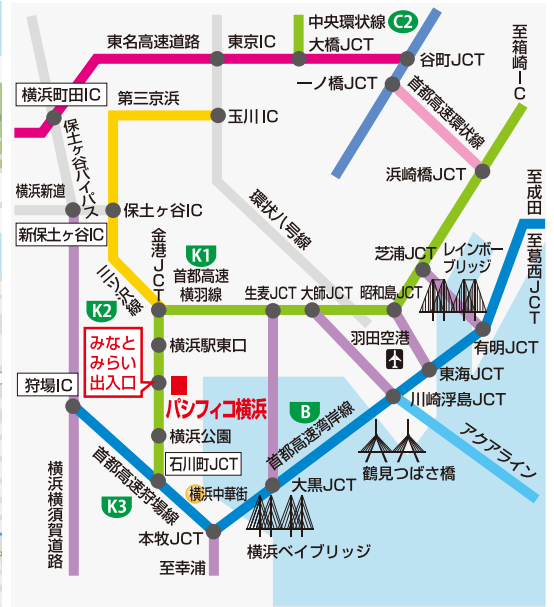 中央環状線 C2
東名高速道路
東京IC
大橋JCT
谷町JCT
至箱崎IC
一ノ橋JCT
首都高速環状線
横浜町田IC
第三京浜
玉川IC
保土ヶ谷バイパス
浜崎橋JCT
横浜新道
保土ヶ谷IC
環状八号線
至成田
至葛西JCT
新保土ヶ谷IC
金港JCT
K1
首都高速
横羽線
三ツ沢線
K2
芝浦JCT
レインボー
ブリッジ
生麦JCT
大師JCT
昭和島JCT
みなと
みらい
出入口
横浜駅東口
羽田空港
有明JCT
狩場IC
パシフィコ横浜
東海JCT
川崎浮島JCT
B
首都高速湾岸線
横浜公園
石川町JCT
アクアライン
鶴見つばさ橋
横浜横須賀道路
首都高速狩場線
K3
横浜中華街
大黒JCT
本牧JCT
横浜ベイブリッジ
至幸浦